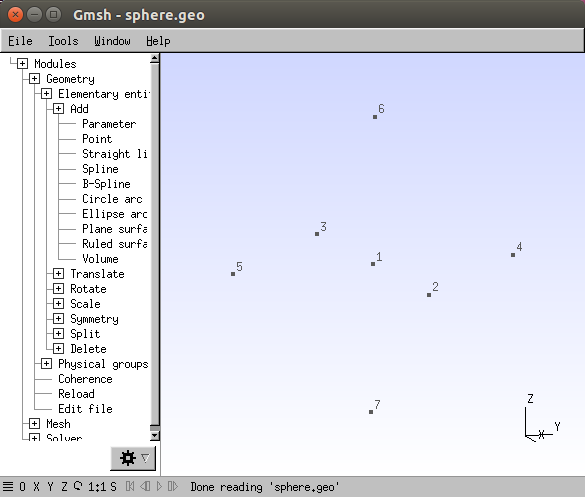 Gmsh - sphere.geo
File Tools Window Help
Modules
Geometry
Elementary enti
Add
Parameter
Point
Straight li
Spline
B-Spline
Circle arc
Ellipse arc
Plane surfa
Ruled surfa
Volume
Translate
Rotate
Scale
Symmetry
Split
Delete
Physical groups
Coherence
Reload
Edit file
Mesh
Solver
6
3
4
1
5
2
7
Z
Y
X
O X Y Z 1:1 S Done reading 'sphere.geo'